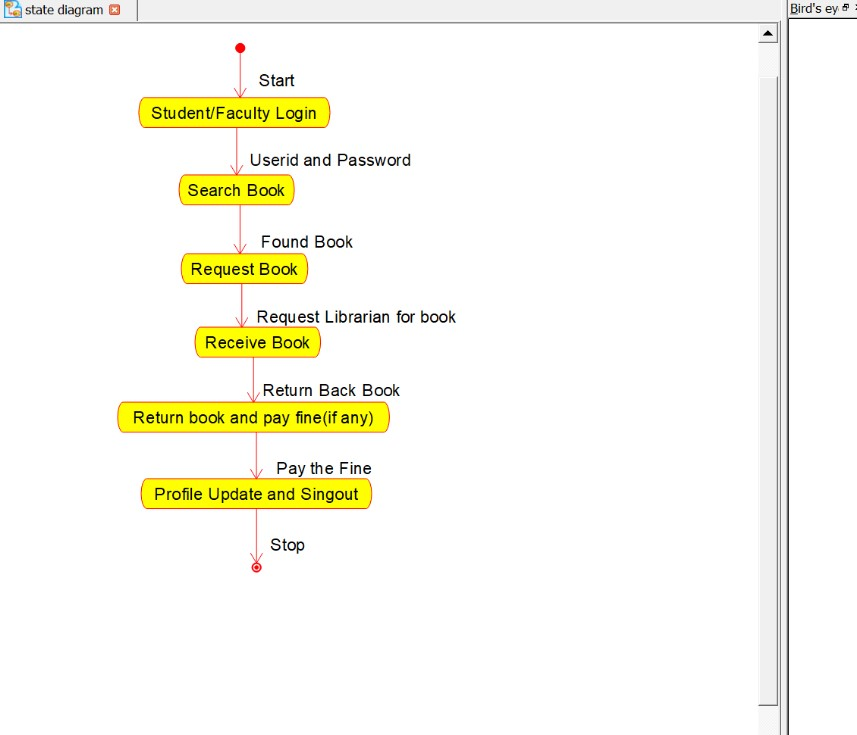 state diagram
Bird's ey
Start
Student/Faculty Login
Userid and Password
Search Book
Found Book
Request Book
Request Librarian for book
Receive Book
Return Back Book
Return book and pay fine(if any)
Pay the Fine
Profile Update and Singout
Stop